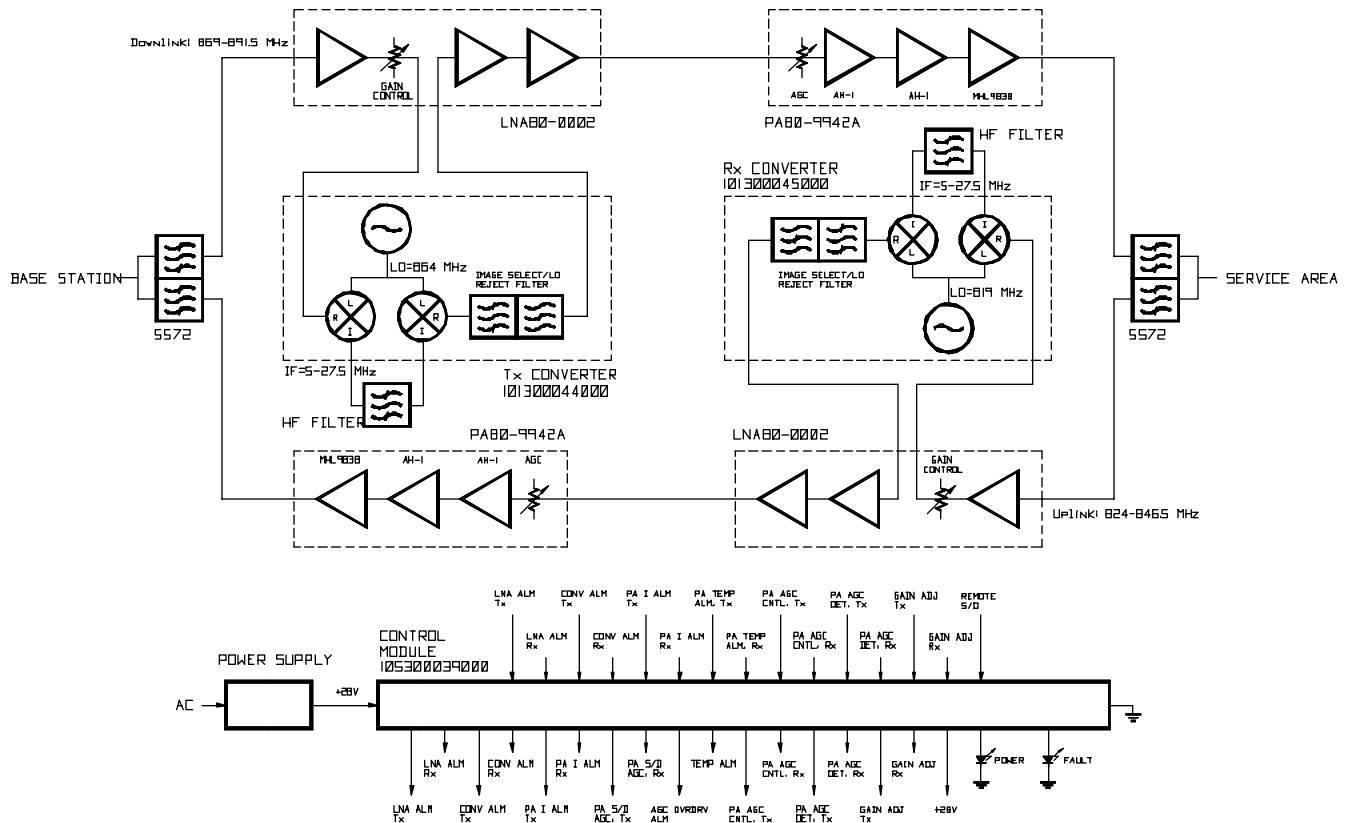 Downlink: 869-891.5 MHz
GAIN
CONTROL
LNA80-0002
AGC
AH-1
AH-1
MHL9838
PA80-9942A
HF FILTER
Rx CONVERTER
101300045000
IF=5-27.5 MHz
I
R
L
I
R
L
IMAGE SELECT/LO
REJECT FILTER
LO=819 MHz
LO=864 MHz
IMAGE SELECT/LO
REJECT FILTER
L
R
I
L
R
I
BASE STATION
5572
SERVICE AREA
5572
IF=5-27.5 MHz
Tx CONVERTER
101300044000
HF FILTER
PA80-9942A
MHL9838
AH-1
AH-1
AGC
LNA80-0002
GAIN
CONTROL
Uplink: 824-846.5 MHz
LNA ALM
Tx
CONV ALM
Tx
PA I ALM
Tx
PA TEMP
ALM, Tx
PA AGC
CNTL, Tx
PA AGC
DET, Tx
GAIN ADJ
Tx
REMOTE
S/D
LNA ALM
Rx
CONV ALM
Rx
PA I ALM
Rx
PA TEMP
ALM, Rx
PA AGC
CNTL, Rx
PA AGC
DET, Rx
GAIN ADJ
Rx
CONTROL
MODULE
105300039000
POWER SUPPLY
AC
+28V
LNA ALM
Rx
CONV ALM
Rx
PA I ALM
Rx
PA S/D
AGC, Rx
TEMP ALM
PA AGC
CNTL, Rx
PA AGC
DET, Rx
GAIN ADJ
Rx
POWER
FAULT
LNA ALM
Tx
CONV ALM
Tx
PA I ALM
Tx
PA S/D
AGC, Tx
AGC OVRDRV
ALM
PA AGC
CNTL, Tx
PA AGC
DET, Tx
GAIN ADJ
Tx
+28V